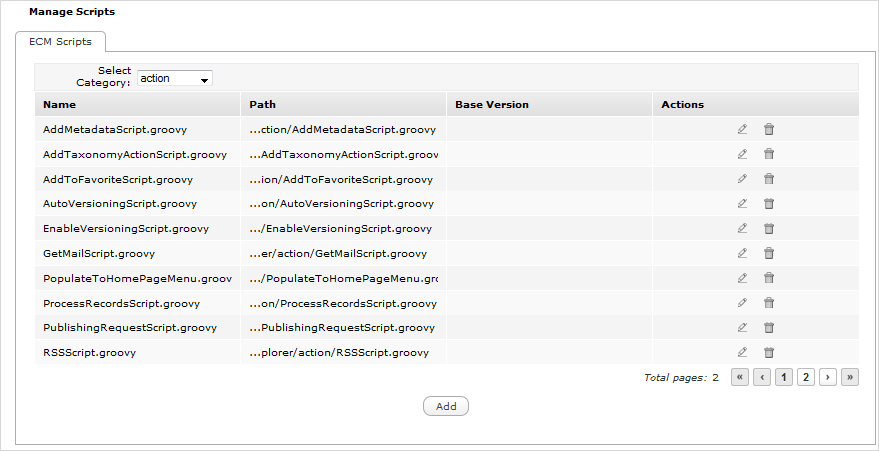 Manage Scripts
ECM Scripts
Select Category: action
Name Path Base Version Actions
AddMetadataScript.groovy ...ction/AddMetadataScript.groovy
AddTaxonomyActionScript.groovy ...AddTaxonomyActionScript.groov
AddToFavoriteScript.groovy ...ion/AddToFavoriteScript.groovy
AutoVersioningScript.groovy ...on/AutoVersioningScript.groovy
EnableVersioningScript.groovy .../EnableVersioningScript.groovy
GetMailScript.groovy ...er/action/GetMailScript.groovy
PopulateToHomePageMenu.groov .../PopulateToHomePageMenu.gro
ProcessRecordsScript.groovy ...on/ProcessRecordsScript.groovy
PublishingRequestScript.groovy ...PublishingRequestScript.groovy
RSSScript.groovy ...plorer/action/RSSScript.groovy
Total pages: 2 « ‹ 1 2 › »
Add